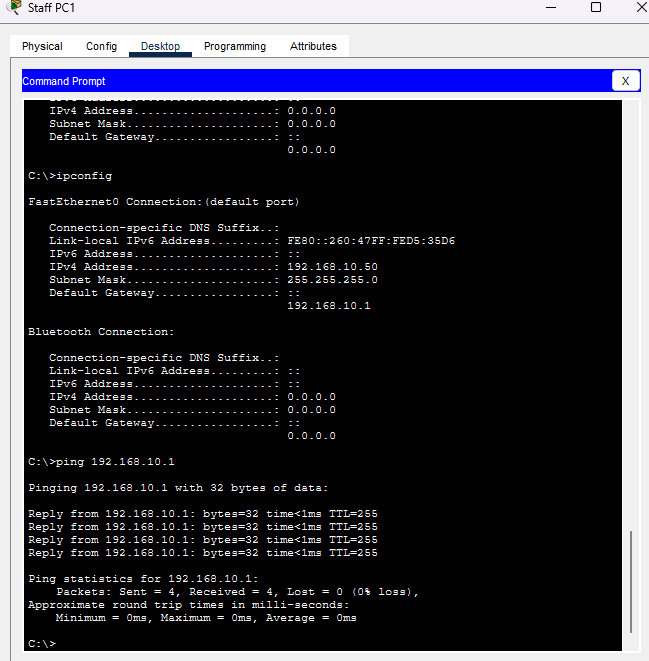 Staff PC1
Physical Config Desktop Programming Attributes
Command Prompt
X
IPv4 Address....................: 0.0.0.0
Subnet Mask.....................: 0.0.0.0
Default Gateway.................: ::
0.0.0.0
C:\>ipconfig
FastEthernet0 Connection:(default port)
Connection-specific DNS Suffix..:
Link-local IPv6 Address.........: FE80::260:47FF:FED5:35D6
IPv6 Address....................: ::
IPv4 Address....................: 192.168.10.50
Subnet Mask.....................: 255.255.255.0
Default Gateway.................: ::
192.168.10.1
Bluetooth Connection:
Connection-specific DNS Suffix..:
Link-local IPv6 Address.........: ::
IPv6 Address....................: ::
IPv4 Address....................: 0.0.0.0
Subnet Mask.....................: 0.0.0.0
Default Gateway.................: ::
0.0.0.0
C:\>ping 192.168.10.1
Pinging 192.168.10.1 with 32 bytes of data:
Reply from 192.168.10.1: bytes=32 time<1ms TTL=255
Reply from 192.168.10.1: bytes=32 time<1ms TTL=255
Reply from 192.168.10.1: bytes=32 time<1ms TTL=255
Reply from 192.168.10.1: bytes=32 time<1ms TTL=255
Ping statistics for 192.168.10.1:
Packets: Sent = 4, Received = 4, Lost = 0 (0% loss),
Approximate round trip times in milli-seconds:
Minimum = 0ms, Maximum = 0ms, Average = 0ms
C:\>